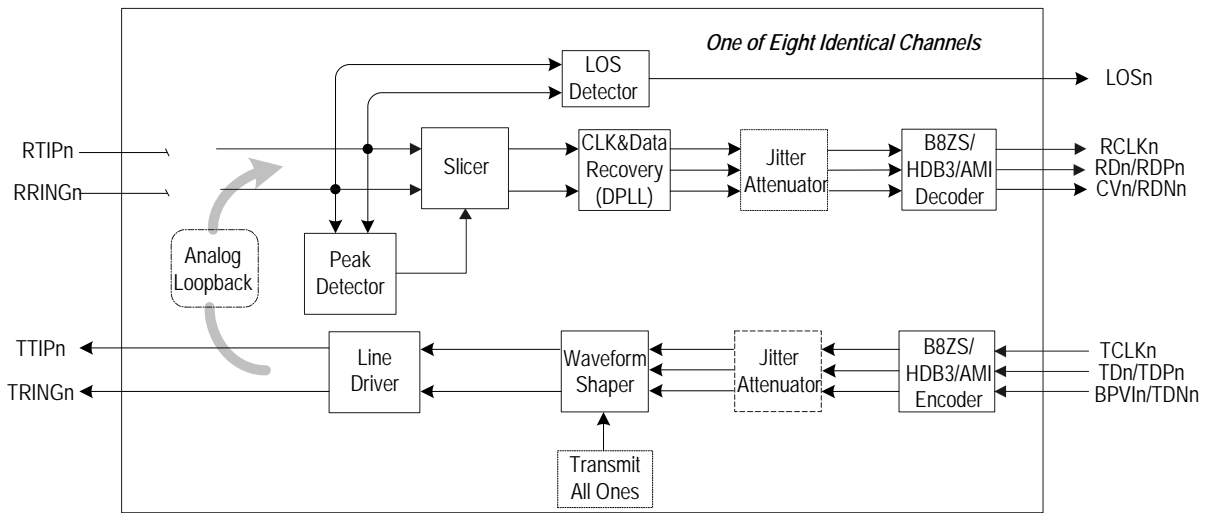 One of Eight Identical Channels
LOS
Detector
LOSn
RTIPn
RRINGn
Slicer
CLK&Data
Recovery
(DPLL)
Jitter
Attenuator
B8ZS/
HDB3/AMI
Decoder
RCLKn
RDn/RDPn
CVn/RDNn
Analog
Loopback
Peak
Detector
TTIPn
TRINGn
Line
Driver
Waveform
Shaper
Jitter
Attenuator
B8ZS/
HDB3/AMI
Encoder
TCLKn
TDn/TDPn
BPVIn/TDNn
Transmit
All Ones